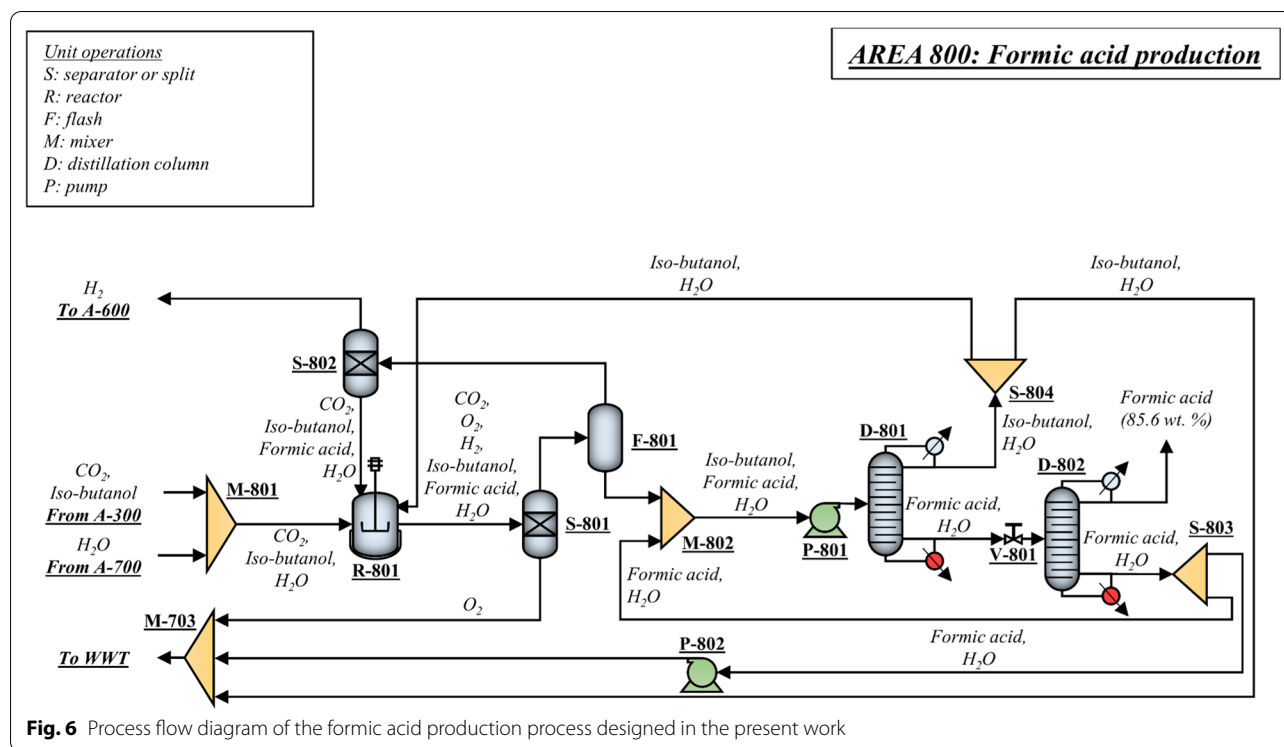 Unit operations
S: separator or split
R: reactor
F: flash
M: mixer
D: distillation column
P: pump
AREA 800: Formic acid production
H₂
To A-600
S-802
CO₂,
Iso-butanol,
Formic acid,
H₂O
CO₂,
O₂,
H₂,
Iso-butanol,
Formic acid,
H₂O
Iso-butanol,
H₂O
Iso-butanol,
H₂O
S-804
Iso-butanol,
H₂O
Formic acid
(85.6 wt. %)
F-801
D-801
D-802
CO₂,
Iso-butanol
From A-300
H₂O
From A-700
M-801
CO₂,
Iso-butanol,
H₂O
R-801
S-801
Iso-butanol,
Formic acid,
H₂O
M-802
P-801
Formic acid,
H₂O
V-801
Formic acid,
H₂O
S-803
Formic acid,
H₂O
O₂
M-703
To WWT
P-802
Formic acid,
H₂O
Fig. 6 Process flow diagram of the formic acid production process designed in the present work